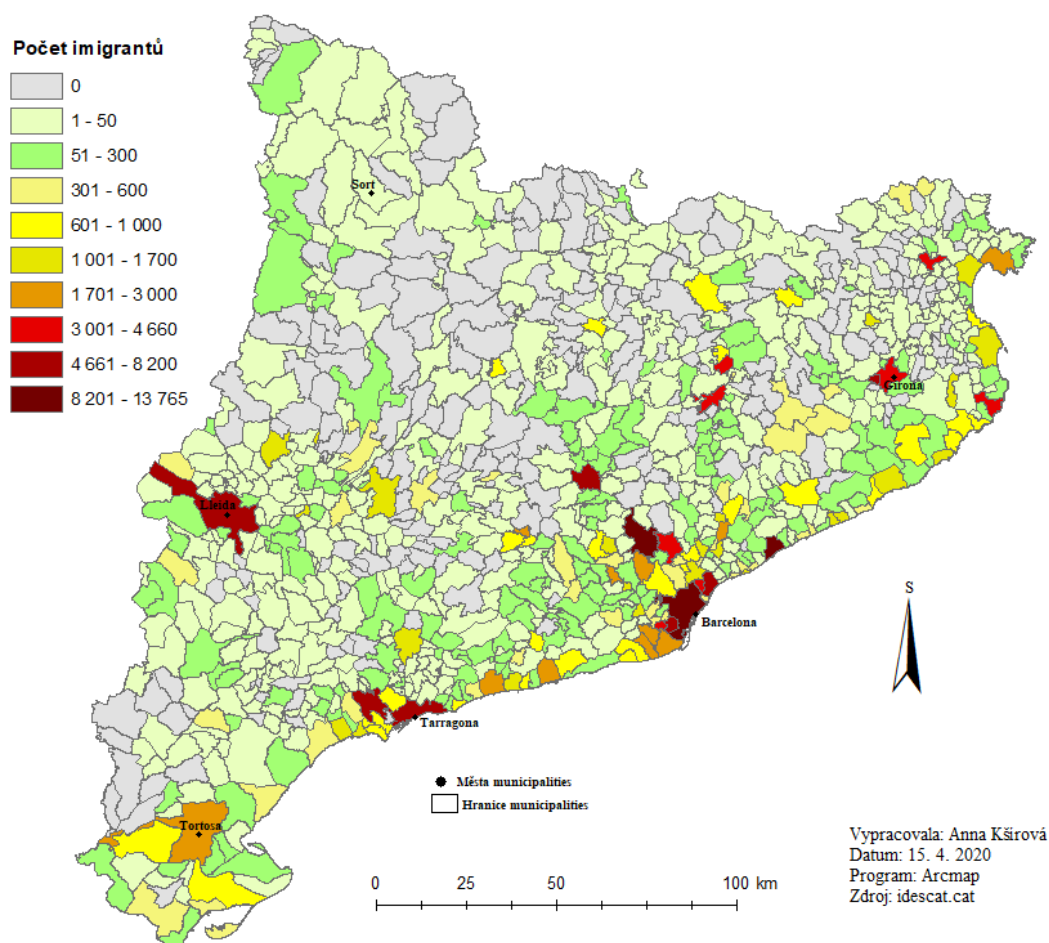 Počet imigrantů
0
1 - 50
51 - 300
301 - 600
601 - 1 000
1 001 - 1 700
1 701 - 3 000
3 001 - 4 660
4 661 - 8 200
8 201 - 13 765
Sort
Girona
Lleida
S
Barcelona
Tarragona
Města municipalities
Hranice municipalities
Tortosa
Vypracovala: Anna Kšírová
Datum: 15. 4. 2020
Program: Arcmap
Zdroj: idescat.cat
0 25 50 100 km